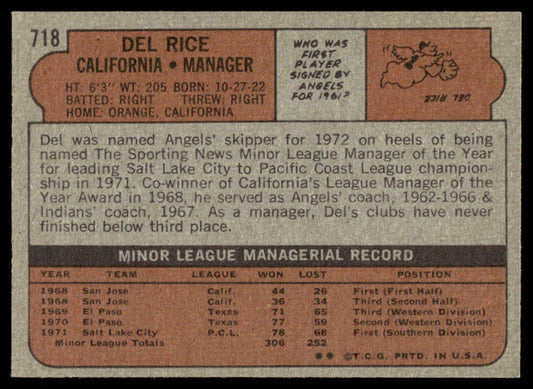 718
DEL RICE
CALIFORNIA • MANAGER
HT: 6'3" WT: 205 BORN: 10-27-22
BATTED: RIGHT THREW: RIGHT
HOME: ORANGE, CALIFORNIA
WHO WAS
FIRST
PLAYER
SIGNED BY
ANGELS
FOR 1961?
DEL RICE
Del was named Angels' skipper for 1972 on heels of being
named The Sporting News Minor League Manager of the Year
for leading Salt Lake City to Pacific Coast League champion-
ship in 1971. Co-winner of California's League Manager of
the Year Award in 1968, he served as Angels' coach, 1962-1966 &
Indians' coach, 1967. As a manager, Del's clubs have never
finished below third place.
MINOR LEAGUE MANAGERIAL RECORD
YEAR TEAM LEAGUE WON LOST POSITION
1968 San Jose Calif. 44 26 First (First Half)
1968 San Jose Calif. 36 34 Third (Second Half)
1969 El Paso Texas 71 65 Third (Western Division)
1970 El Paso Texas 77 59 Second (Western Division)
1971 Salt Lake City P.C.L. 78 68 First (Southern Division)
Minor League Totals 306 252
** ©T.C.G. PRTD. IN U.S.A.